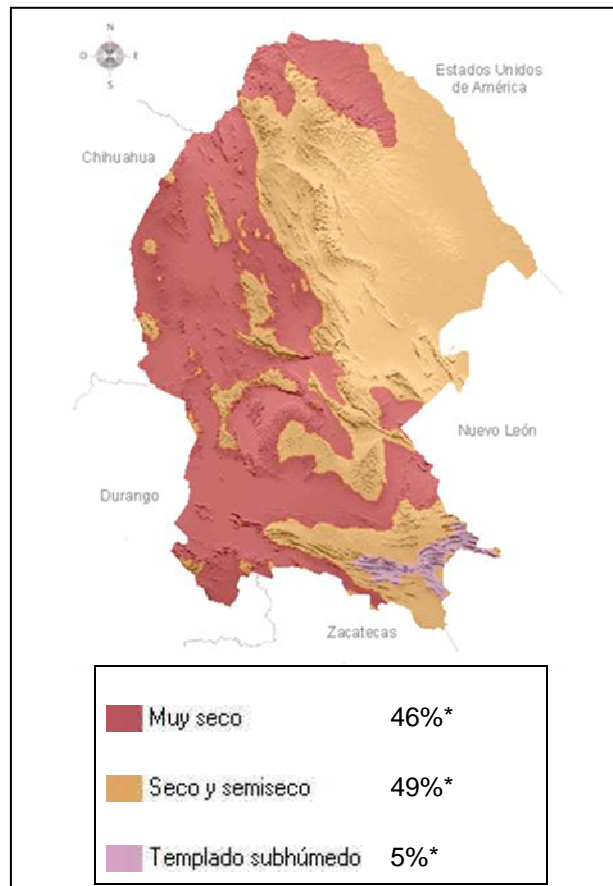 N
O E
S
Estados Unidos
de América
Chihuahua
Nuevo León
Durango
Zacatecas
Muy seco 46%*
Seco y semiseco 49%*
Templado subhúmedo 5%*